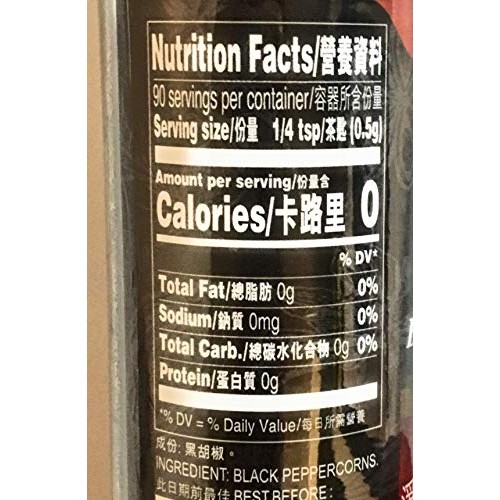 Nutrition Facts/營養資料
90 servings per container/容器所含份量
Serving size/份量 1/4 tsp/茶匙 (0.5g)
Amount per serving/份量含
Calories/卡路里 0
% DV*
Total Fat/總脂肪 0g 0%
Sodium/鈉質 0mg 0%
Total Carb./總碳水化合物 0g 0%
Protein/蛋白質 0g
*% DV = % Daily Value/每日所需營養
成份: 黑胡椒。
INGREDIENT: BLACK PEPPERCORNS.
此日期前最佳 BEST BEFORE :